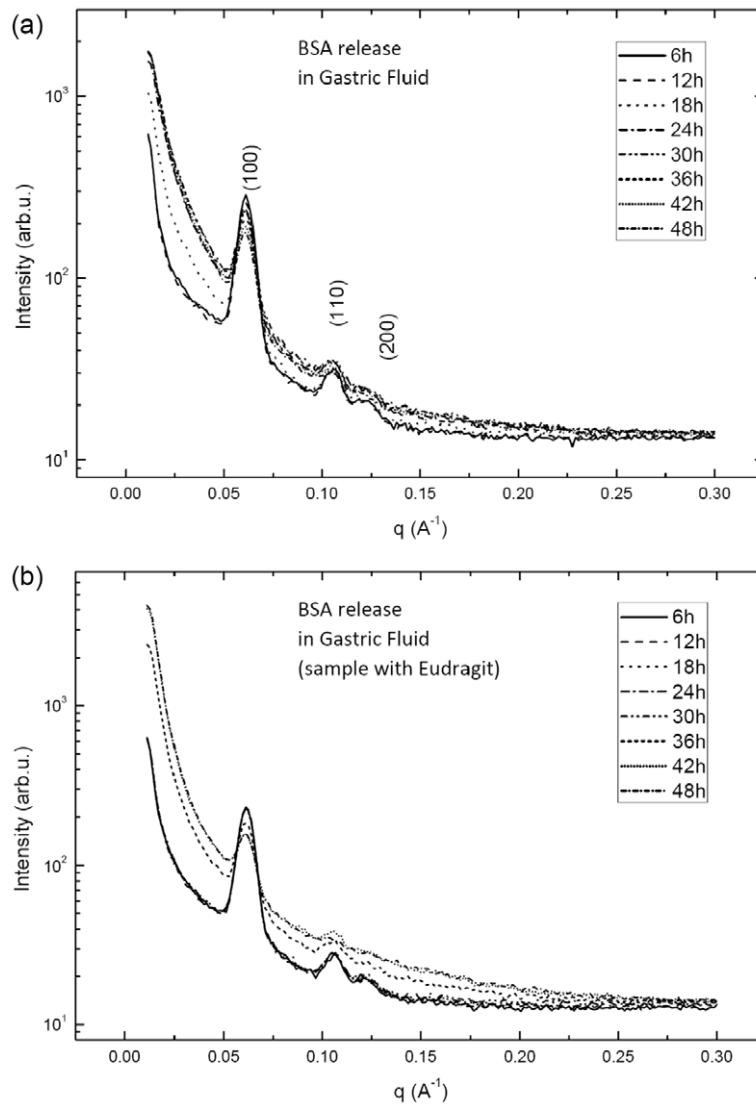 (a)
BSA release
in Gastric Fluid
6h
12h
18h
24h
30h
36h
42h
48h
(100)
(110)
(200)
10³
10²
10¹
Intensity (arb.u.)
0.00 0.05 0.10 0.15 0.20 0.25 0.30
q (A⁻¹)
(b)
BSA release
in Gastric Fluid
(sample with Eudragit)
6h
12h
18h
24h
30h
36h
42h
48h
10³
10²
10¹
Intensity (arb.u.)
0.00 0.05 0.10 0.15 0.20 0.25 0.30
q (A⁻¹)